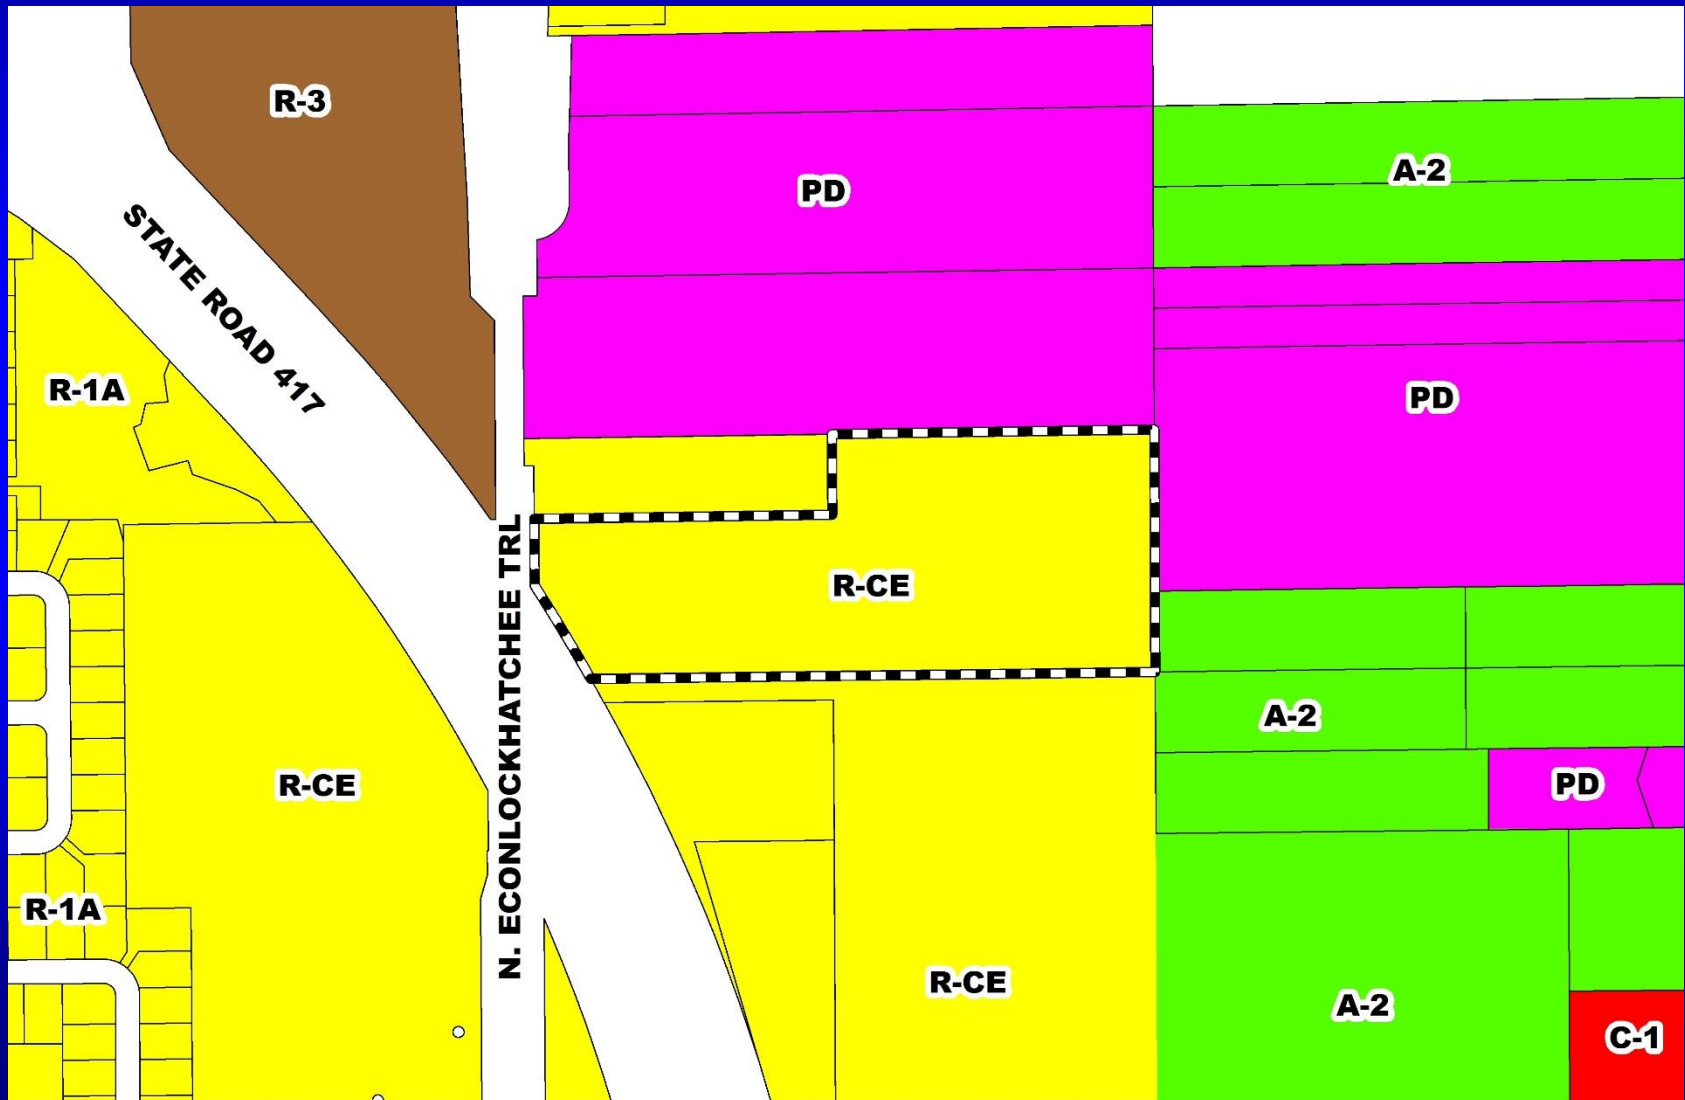 R-3
PD
A-2
STATE ROAD 417
R-1A
PD
R-CE
N. ECONLOCKHATCHEE TRL
A-2
R-CE
PD
R-1A
R-CE
A-2
C-1